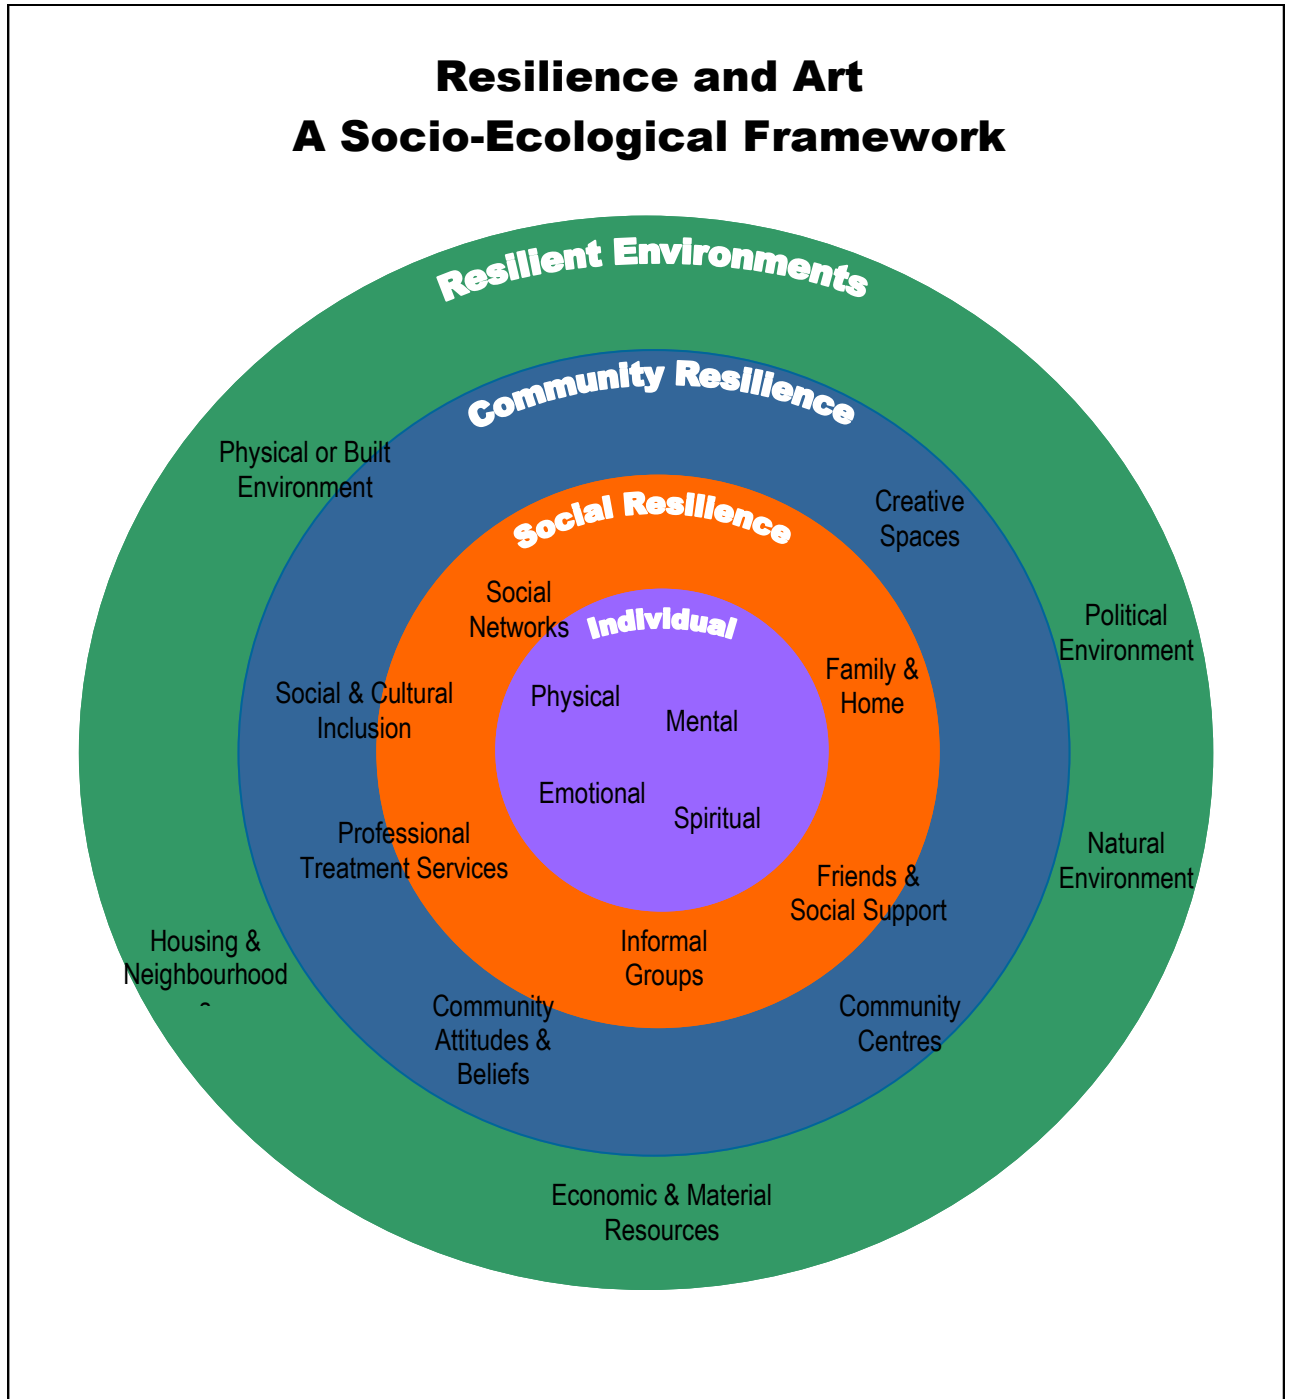 Resilience and Art
A Socio-Ecological Framework
Resilient Environments
Community Resilience
Physical or Built
Environment
Social Resilience
Creative
Spaces
Social
Networks
Individual
Political
Environment
Family &
Home
Social & Cultural
Inclusion
Physical
Mental
Emotional
Spiritual
Professional
Treatment Services
Natural
Environment
Friends &
Social Support
Housing &
Neighbourhood
Informal
Groups
Community
Attitudes &
Beliefs
Community
Centres
Economic & Material
Resources